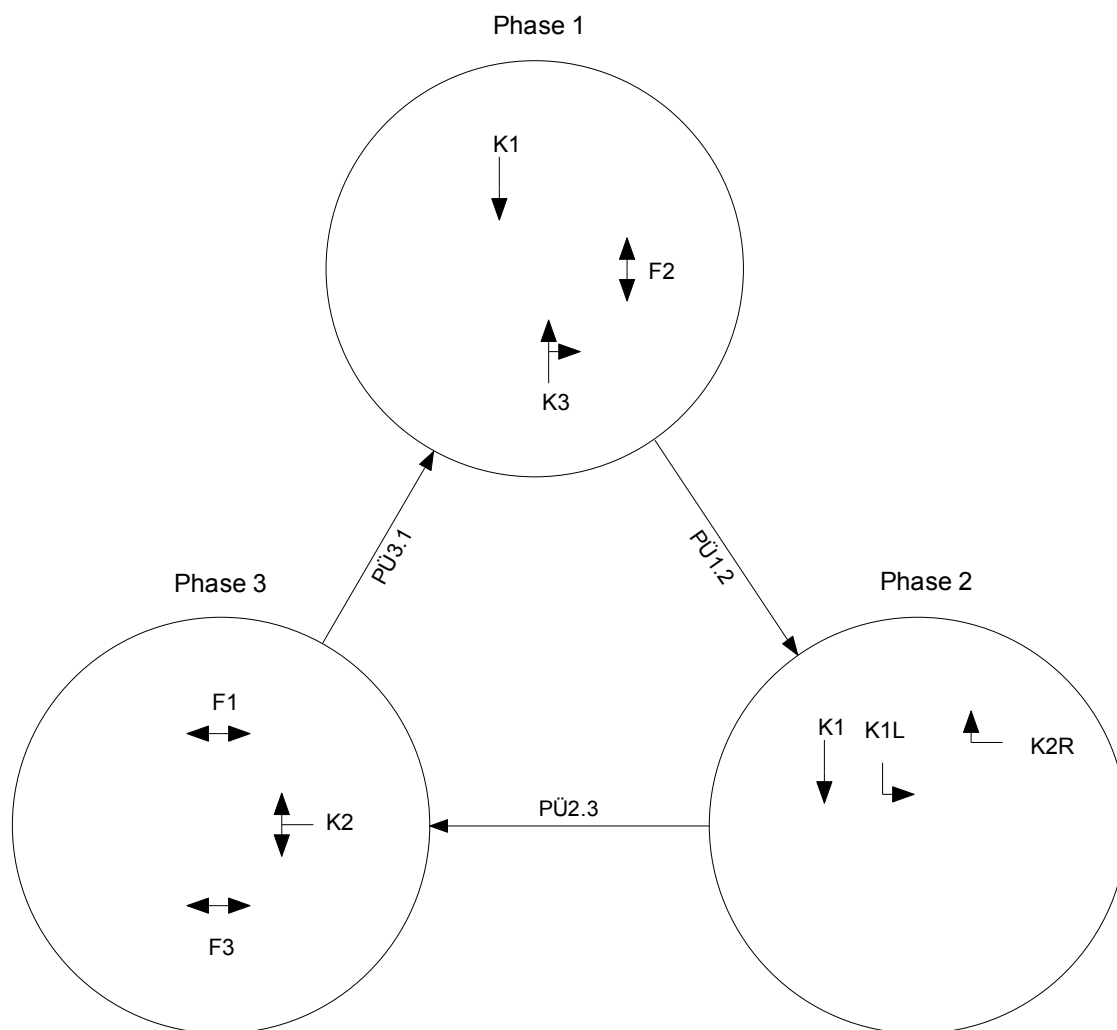 Phase 1
K1
F2
K3
PÜ3.1
PÜ1.2
Phase 3
Phase 2
F1
K1
K1L
K2R
K2
PÜ2.3
F3